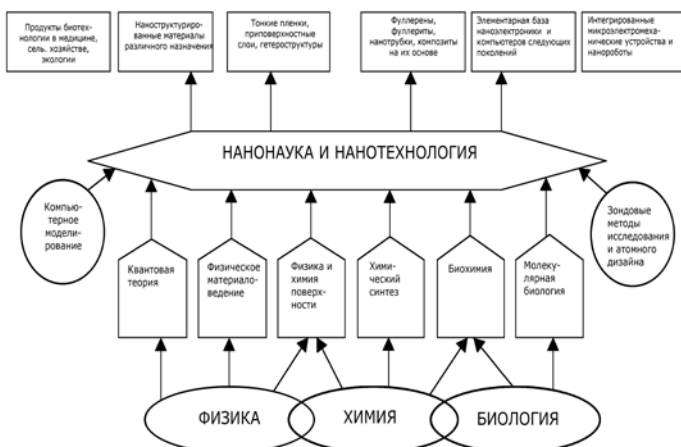 Продукты биотех-
нологии в медицине,
сель. хозяйстве,
экологии
Наноструктуриро-
ванные материалы
различного назначения
Тонкие пленки,
приповерхностные
слои, гетероструктуры
Фуллерены,
фуллериты,
нанотрубки, композиты
на их основе
Элементарная база
наноэлектроники и
компьютеров следующих
поколений
Интегрированные
микроэлектромеха-
нические устройства и
нанороботы
НАНОНАУКА И НАНОТЕХНОЛОГИЯ
Компью-
терное
модели-
рование
Зондовые
методы
исследования
и атомного
дизайна
Квантовая
теория
Физическое
материало-
ведение
Физика и
химия
поверх-
ности
Хими-
ческий
синтез
Биохимия
Молеку-
лярная
биология
ФИЗИКА
ХИМИЯ
БИОЛОГИЯ